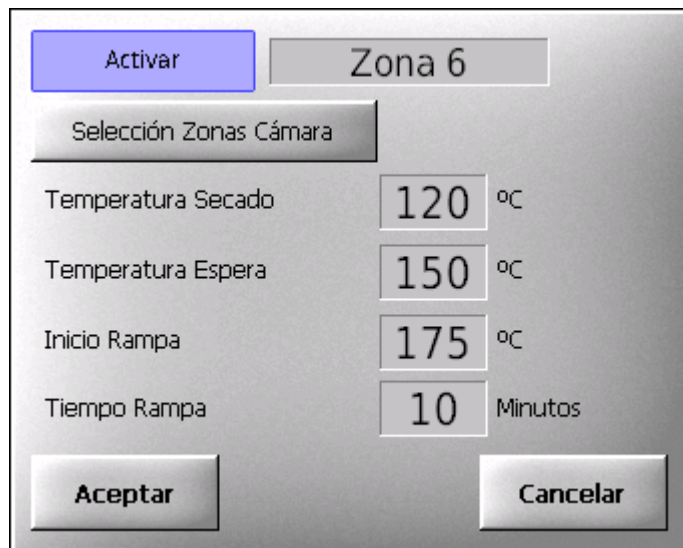 Activar Zona 6
Selección Zonas Cámara
Temperatura Secado 120 ºC
Temperatura Espera 150 ºC
Inicio Rampa 175 ºC
Tiempo Rampa 10 Minutos
Aceptar Cancelar